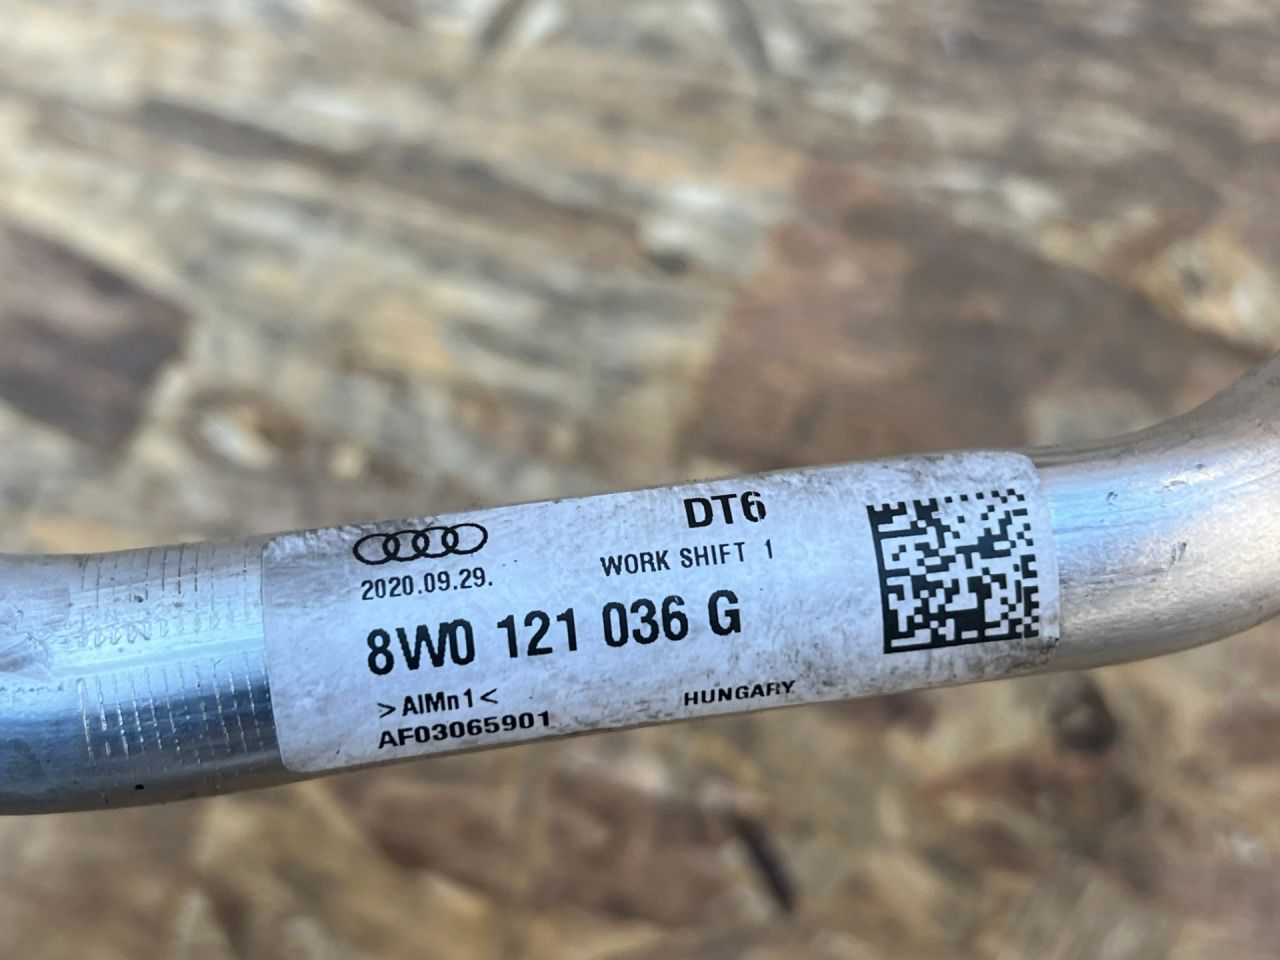 DT6
2020.09.29.
WORK SHIFT 1
8W0 121 036 G
>AlMn1<
HUNGARY
AF03065901